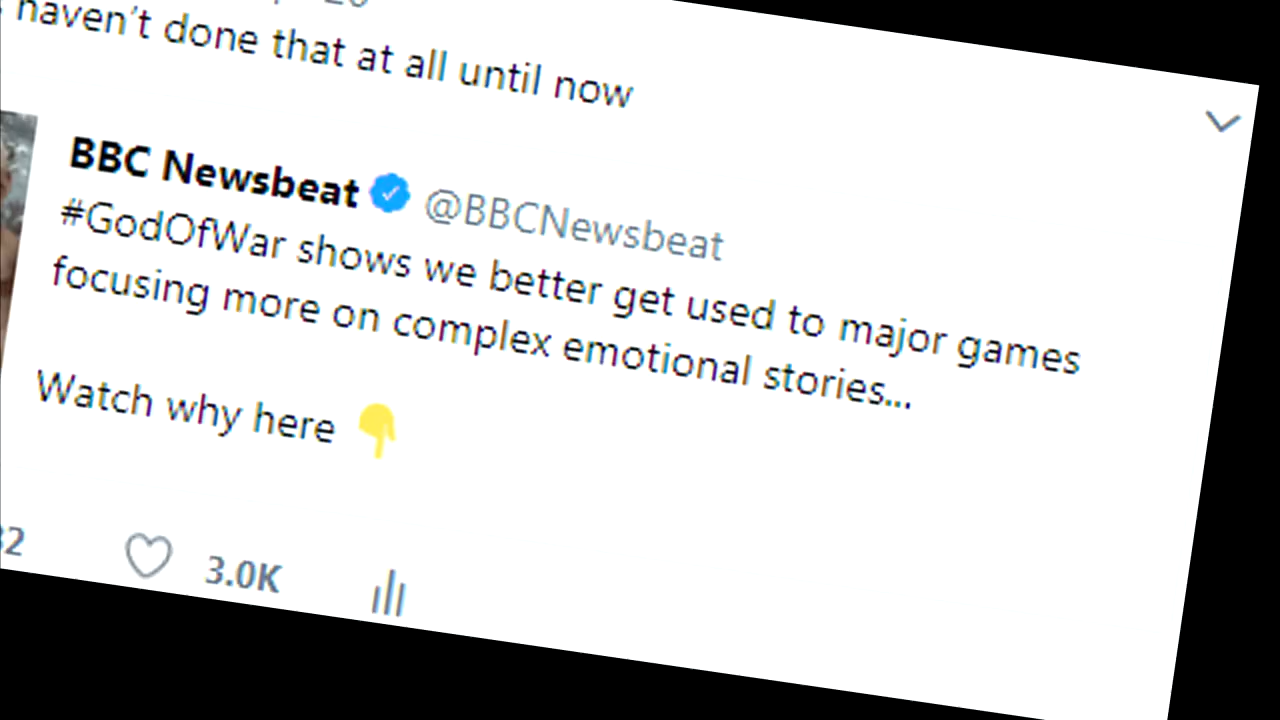 haven't done that at all until now
BBC Newsbeat @BBCNewsbeat
#GodOfWar shows we better get used to major games
focusing more on complex emotional stories...
Watch why here
3.0K